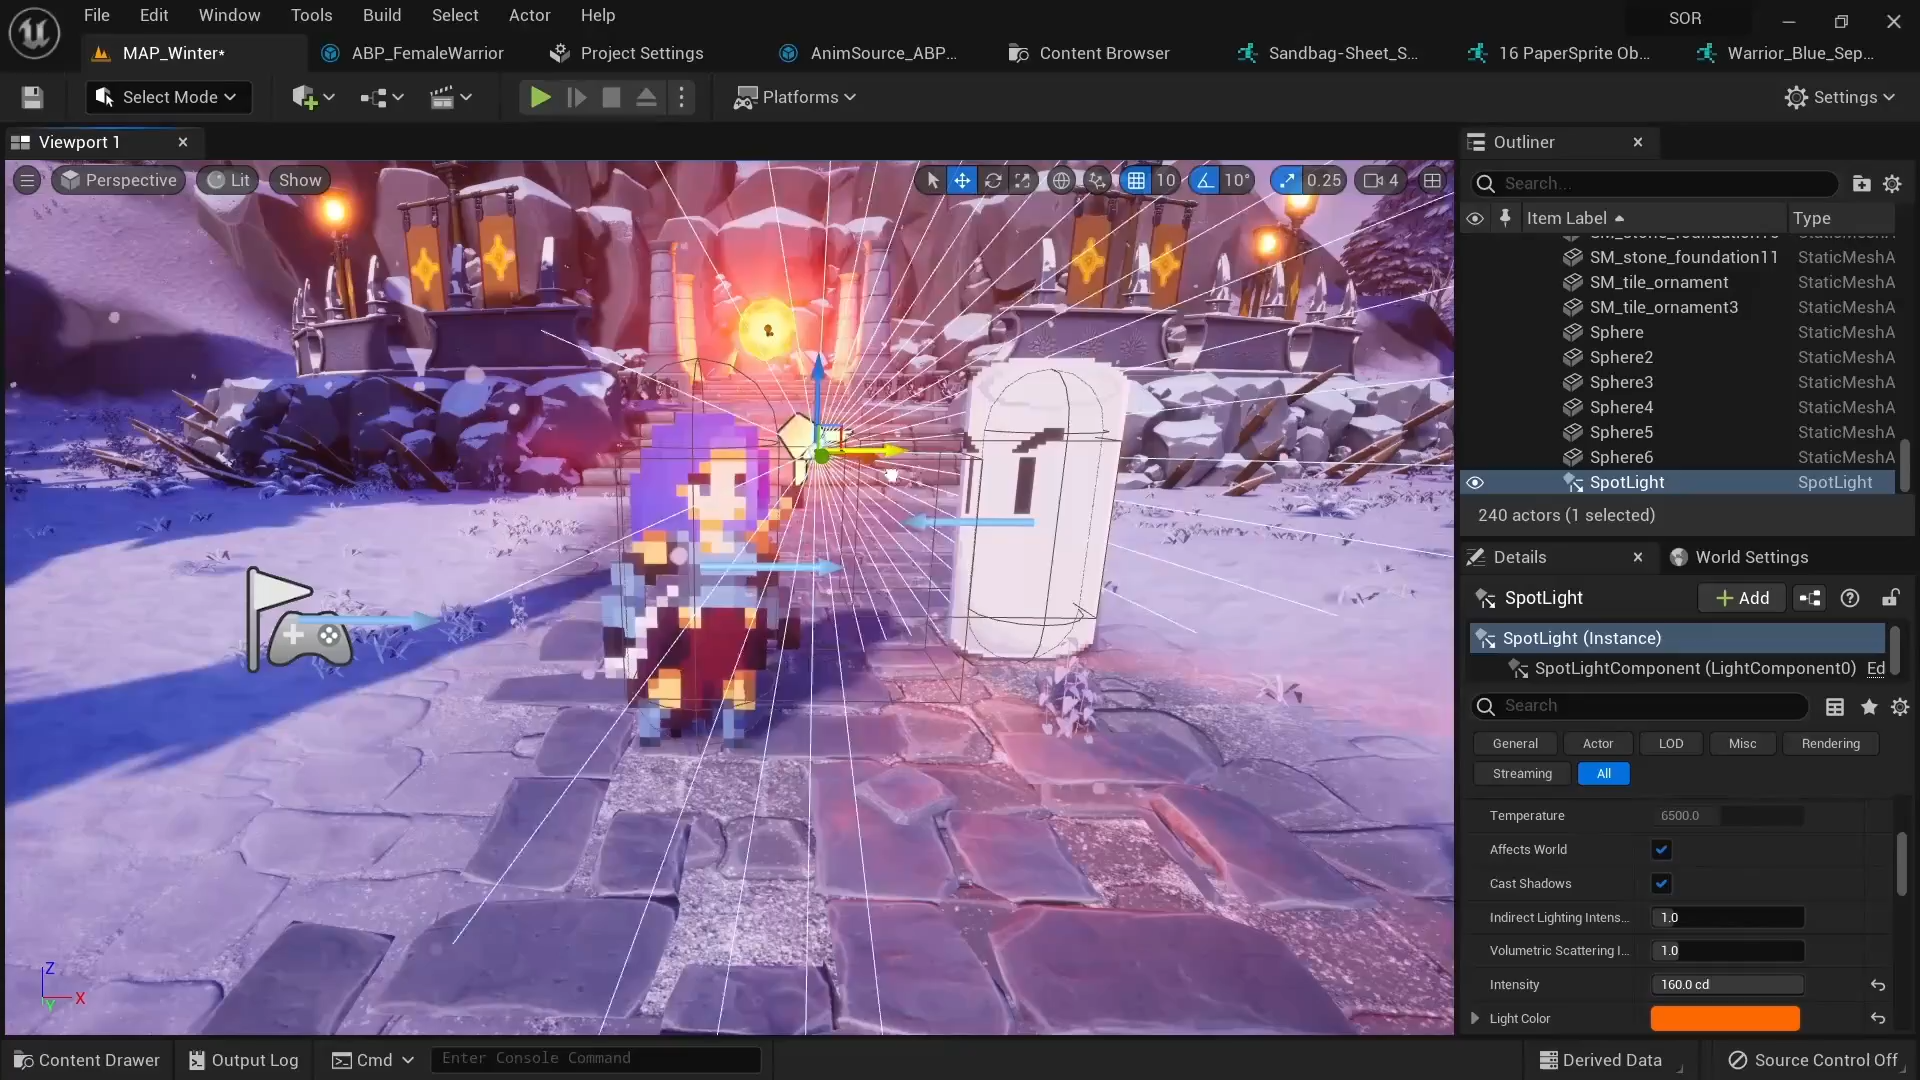 File Edit Window Tools Build Select Actor Help
SOR
MAP_Winter*
ABP_FemaleWarrior
Project Settings
AnimSource_ABP...
Content Browser
Sandbag-Sheet_S...
16 PaperSprite Ob...
Warrior_Blue_Sep...
Select Mode
Platforms
Settings
Viewport 1
Perspective
Lit
Show
10
10°
0.25
4
Z
X
Y
Outliner
Search...
Item Label
Type
StaticMeshA
SM_stone_foundation11 StaticMeshA
SM_tile_ornament StaticMeshA
SM_tile_ornament3 StaticMeshA
Sphere StaticMeshA
Sphere2 StaticMeshA
Sphere3 StaticMeshA
Sphere4 StaticMeshA
Sphere5 StaticMeshA
Sphere6 StaticMeshA
SpotLight SpotLight
240 actors (1 selected)
Details
World Settings
SpotLight
Add
SpotLight (Instance)
SpotLightComponent (LightComponent0) Ed
Search
General Actor LOD Misc Rendering
Streaming All
Temperature 6500.0
Affects World
Cast Shadows
Indirect Lighting Intens... 1.0
Volumetric Scattering I... 1.0
Intensity 160.0 cd
Light Color
Content Drawer
Output Log
Cmd
Enter Console Command
Derived Data
Source Control Off